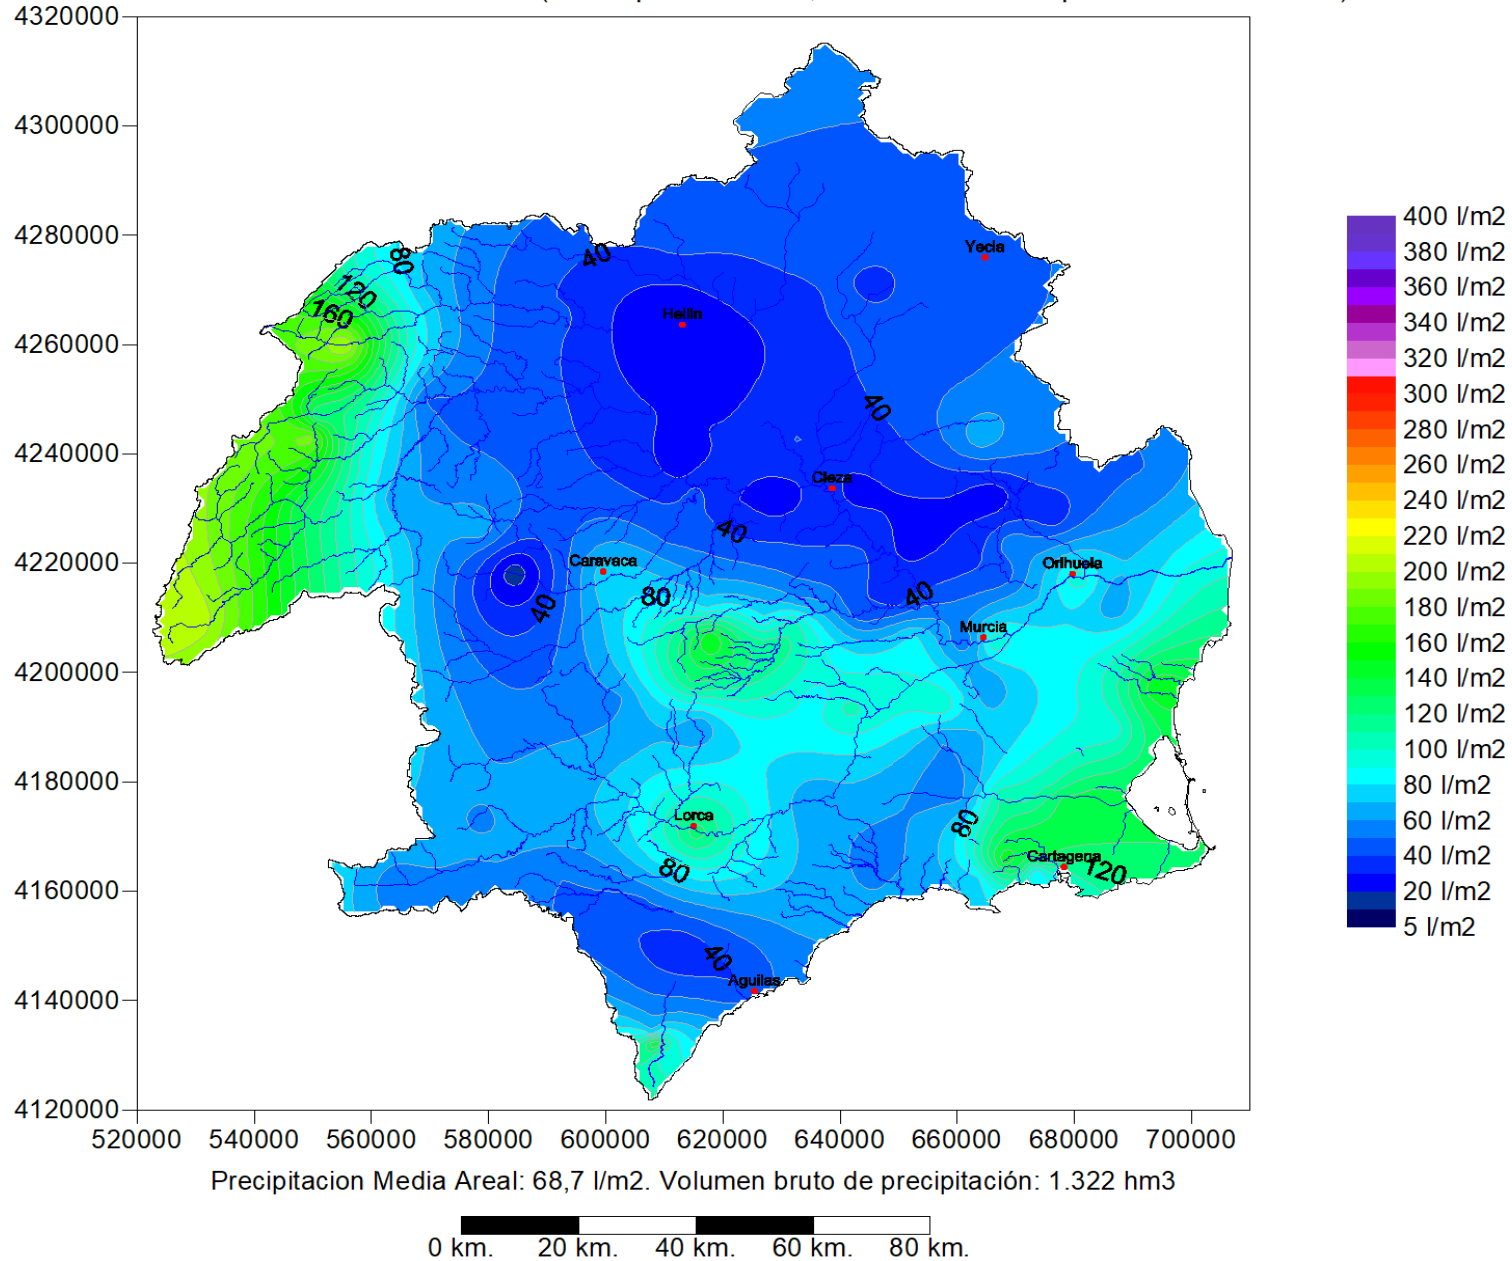 4320000
4300000
4280000
4260000
4240000
4220000
4200000
4180000
4160000
4140000
4120000
520000 540000 560000 580000 600000 620000 640000 660000 680000 700000
Yecla
40
80
120
160
Hellin
40
Cieza
40
Caravaca
Orihuela
80
40
40
Murcia
Lorca
80
80
Cartagena
120
40
Aguilas
400 l/m2
380 l/m2
360 l/m2
340 l/m2
320 l/m2
300 l/m2
280 l/m2
260 l/m2
240 l/m2
220 l/m2
200 l/m2
180 l/m2
160 l/m2
140 l/m2
120 l/m2
100 l/m2
80 l/m2
60 l/m2
40 l/m2
20 l/m2
5 l/m2
Precipitacion Media Areal: 68,7 l/m2. Volumen bruto de precipitación: 1.322 hm3
0 km. 20 km. 40 km. 60 km. 80 km.